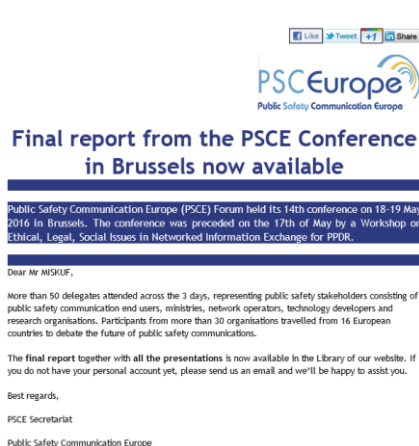 Like Tweet +1 Share
PSCEurope
Public Safety Communication Europe
Final report from the PSCE Conference
in Brussels now available
Public Safety Communication Europe (PSCE) Forum held its 14th conference on 18-19 May
2016 in Brussels. The conference was preceded on the 17th of May by a Workshop on
Ethical, Legal, Social Issues in Networked Information Exchange for PPDR.
Dear Mr MISKUF,
More than 50 delegates attended across the 3 days, representing public safety stakeholders consisting of
public safety communication end users, ministries, network operators, technology developers and
research organisations. Participants from more than 30 organisations travelled from 16 European
countries to debate the future of public safety communications.
The final report together with all the presentations is now available in the Library of our website. If
you do not have your personal account yet, please send us an email and we'll be happy to assist you.
Best regards,
PSCE Secretariat
Public Safety Communication Europe